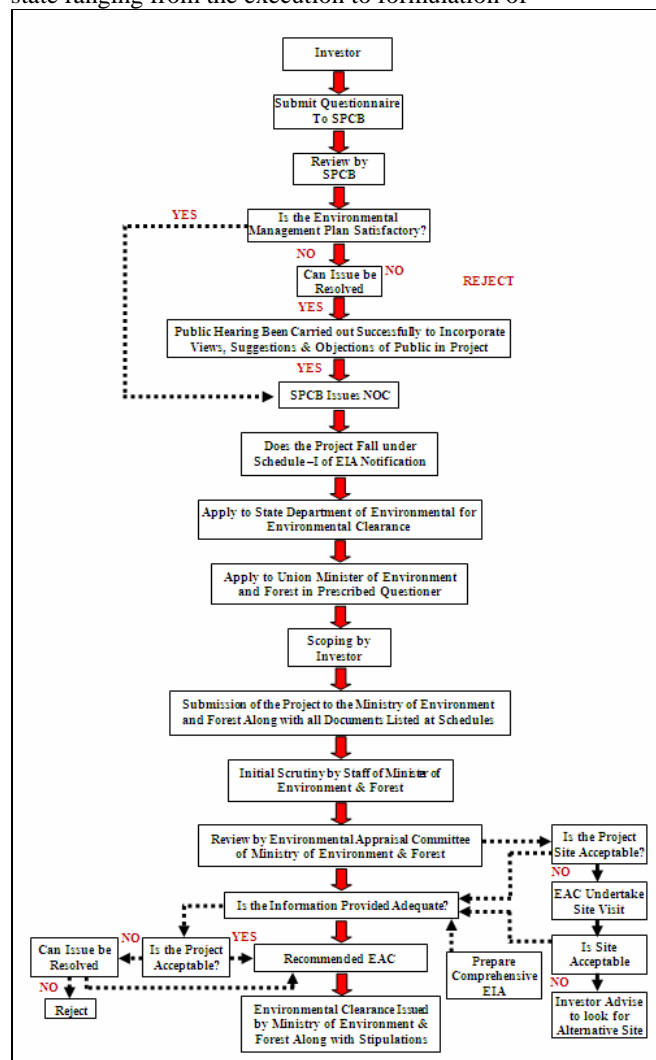 state ranging from the execution to formulation of
Investor
Submit Questionnaire
To SPCB
Review by
SPCB
YES
Is the Environmental
Management Plan Satisfactory?
NO
Can Issue be
Resolved
NO
REJECT
YES
Public Hearing Been Carried out Successfully to Incorporate
Views, Suggestions & Objections of Public in Project
YES
SPCB Issues NOC
Does the Project Fall under
Schedule –I of EIA Notification
Apply to State Department of Environmental for
Environmental Clearance
Apply to Union Minister of Environment
and Forest in Prescribed Questioner
Scoping by
Investor
Submission of the Project to the Ministry of Environment
and Forest Along with all Documents Listed at Schedules
Initial Scrutiny by Staff of Minister of
Environment & Forest
Review by Environmental Appraisal Committee
of Ministry of Environment & Forest
Is the Project
Site Acceptable?
NO
EAC Undertake
Site Visit
Is the Information Provided Adequate?
Can Issue be
Resolved
NO
Is the Project
Acceptable?
YES
Recommended EAC
Prepare
Comprehensive
EIA
Is Site
Acceptable
NO
Reject
NO
Investor Advise
to look for
Alternative Site
Environmental Clearance Issued
by Ministry of Environment &
Forest Along with Stipulations